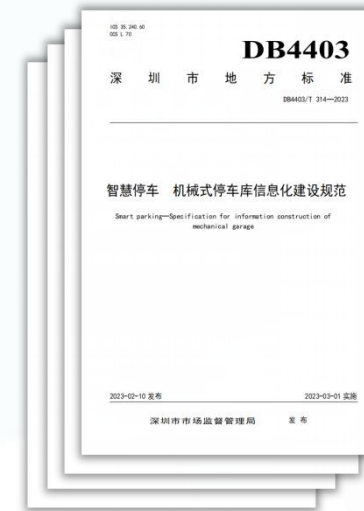 ICS 35.240.60
CCS L 70
DB4403
深圳市地方标准
DB4403/T 314—2023
智慧停车 机械式停车库信息化建设规范
Smart parking—Specification for information construction of
mechanical garage
2023-02-10 发布 2023-03-01 实施
深圳市市场监督管理局 发布